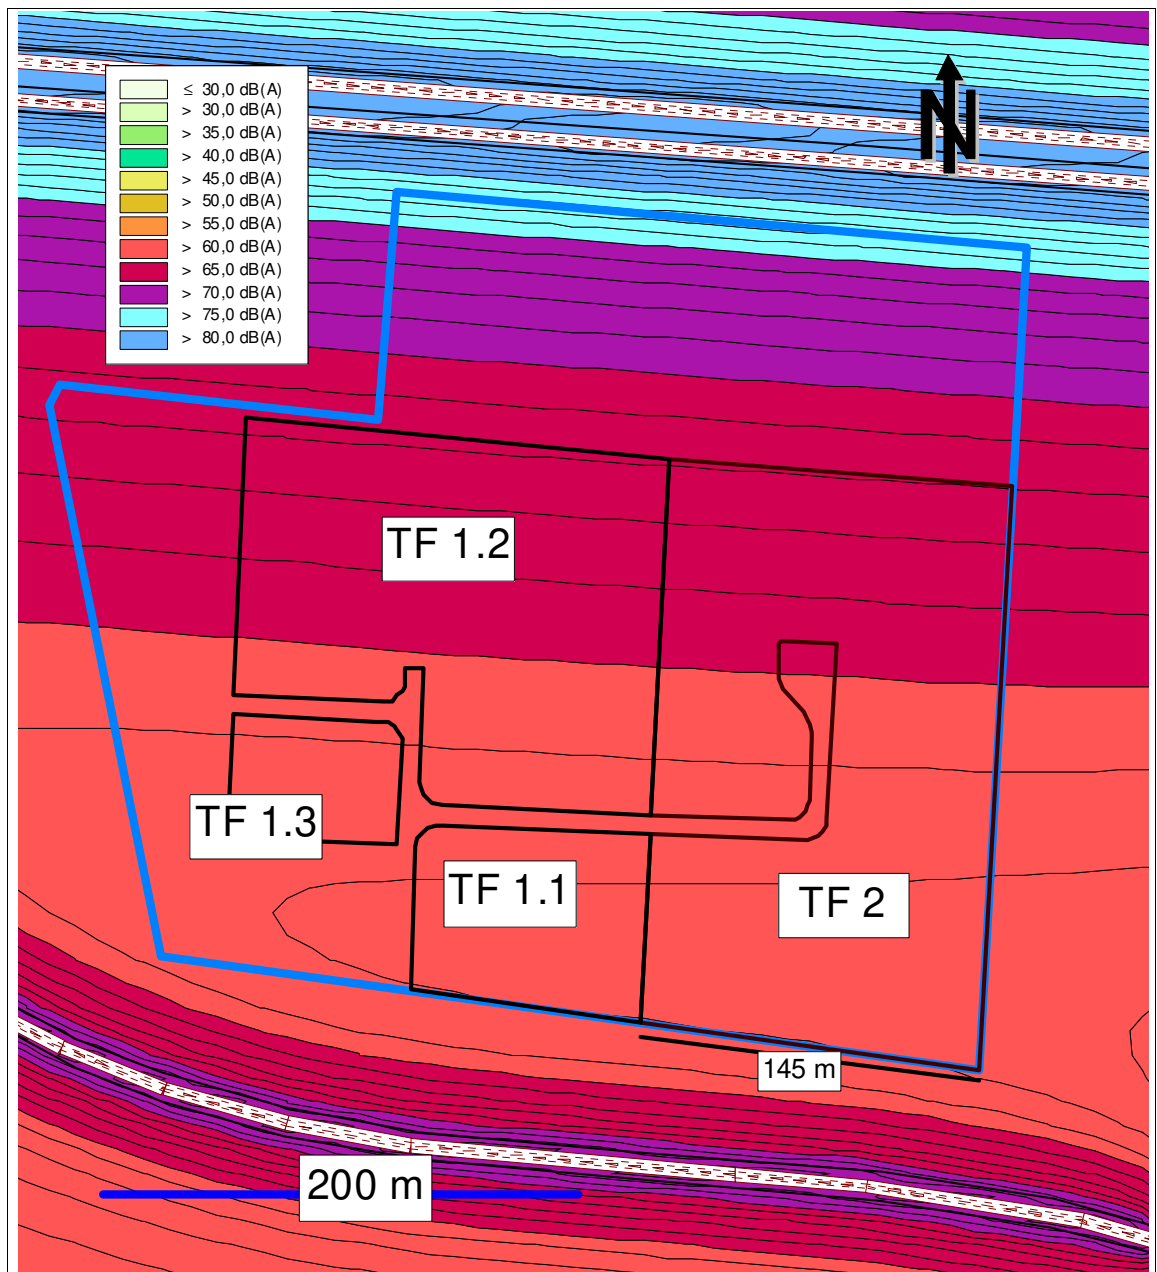 ≤ 30,0 dB(A)
> 30,0 dB(A)
> 35,0 dB(A)
> 40,0 dB(A)
> 45,0 dB(A)
> 50,0 dB(A)
> 55,0 dB(A)
> 60,0 dB(A)
> 65,0 dB(A)
> 70,0 dB(A)
> 75,0 dB(A)
> 80,0 dB(A)
N
TF 1.2
TF 1.3
TF 1.1
TF 2
145 m
200 m